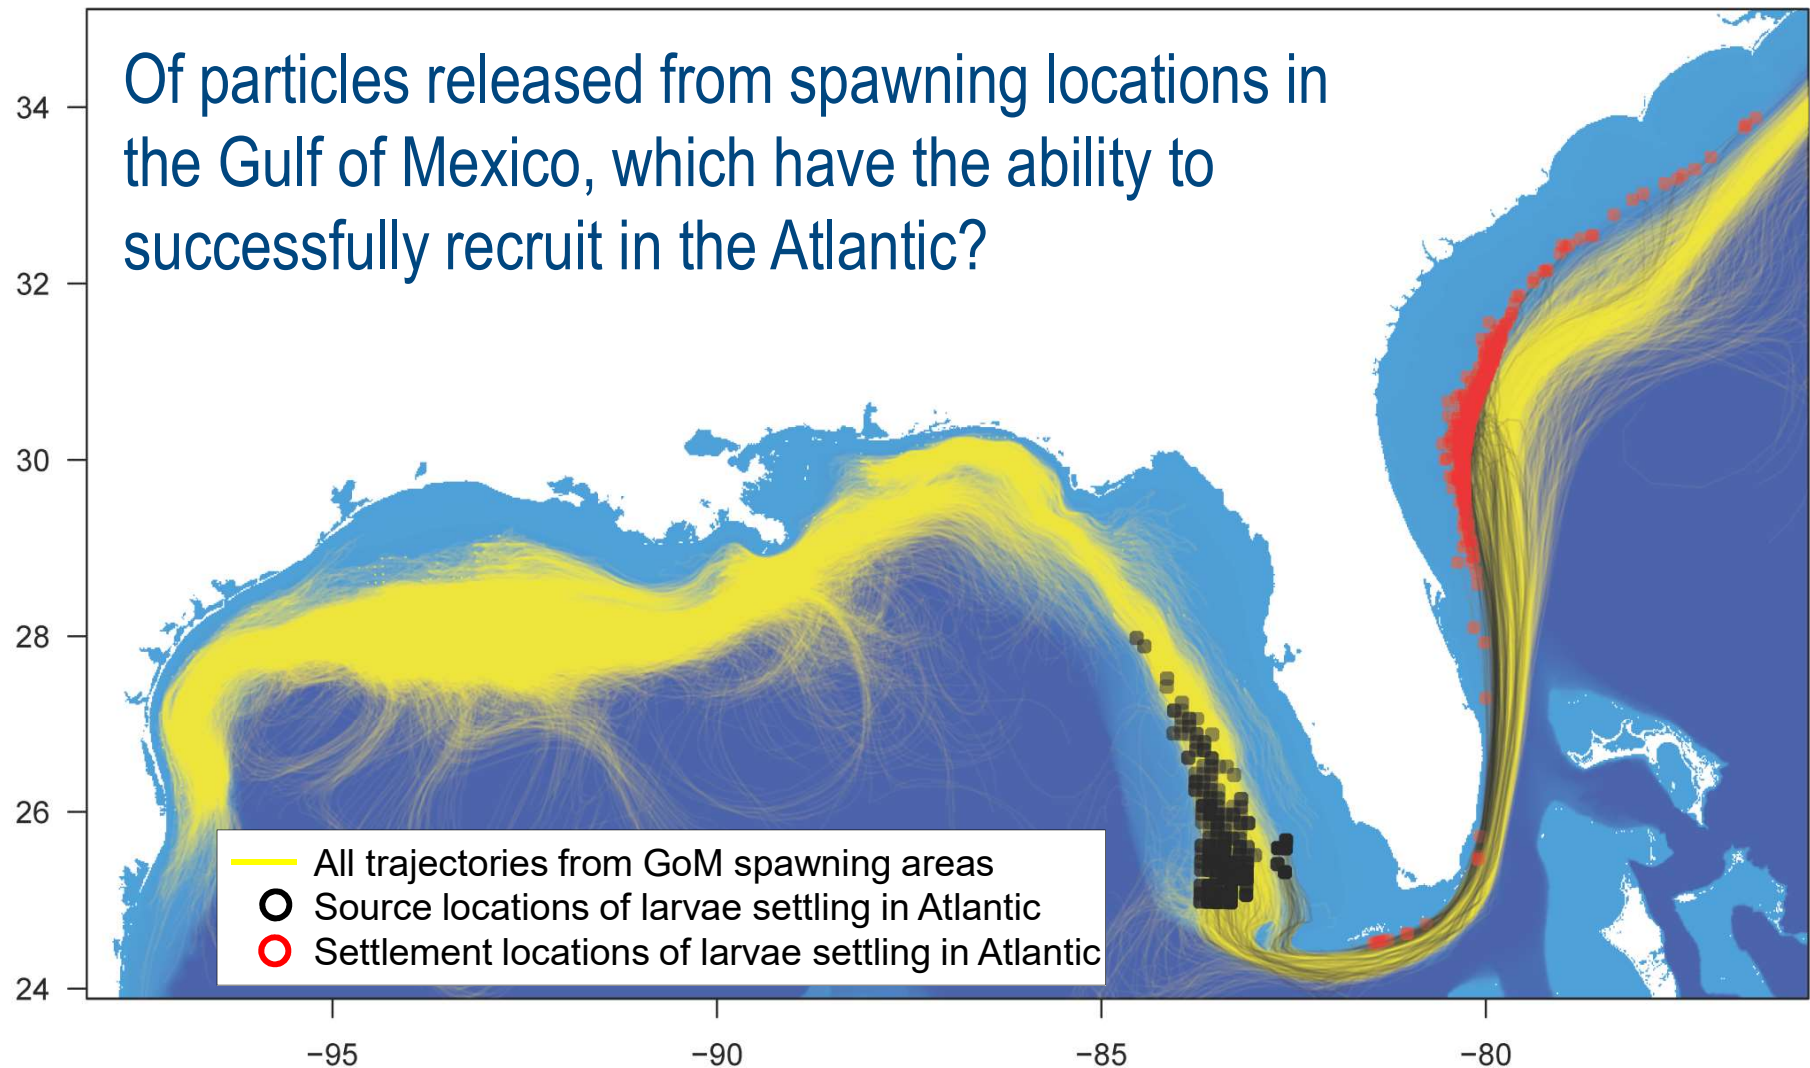 Of particles released from spawning locations in
the Gulf of Mexico, which have the ability to
successfully recruit in the Atlantic?
34
32
30
28
26
24
All trajectories from GoM spawning areas
Source locations of larvae settling in Atlantic
Settlement locations of larvae settling in Atlantic
−95
−90
−85
−80